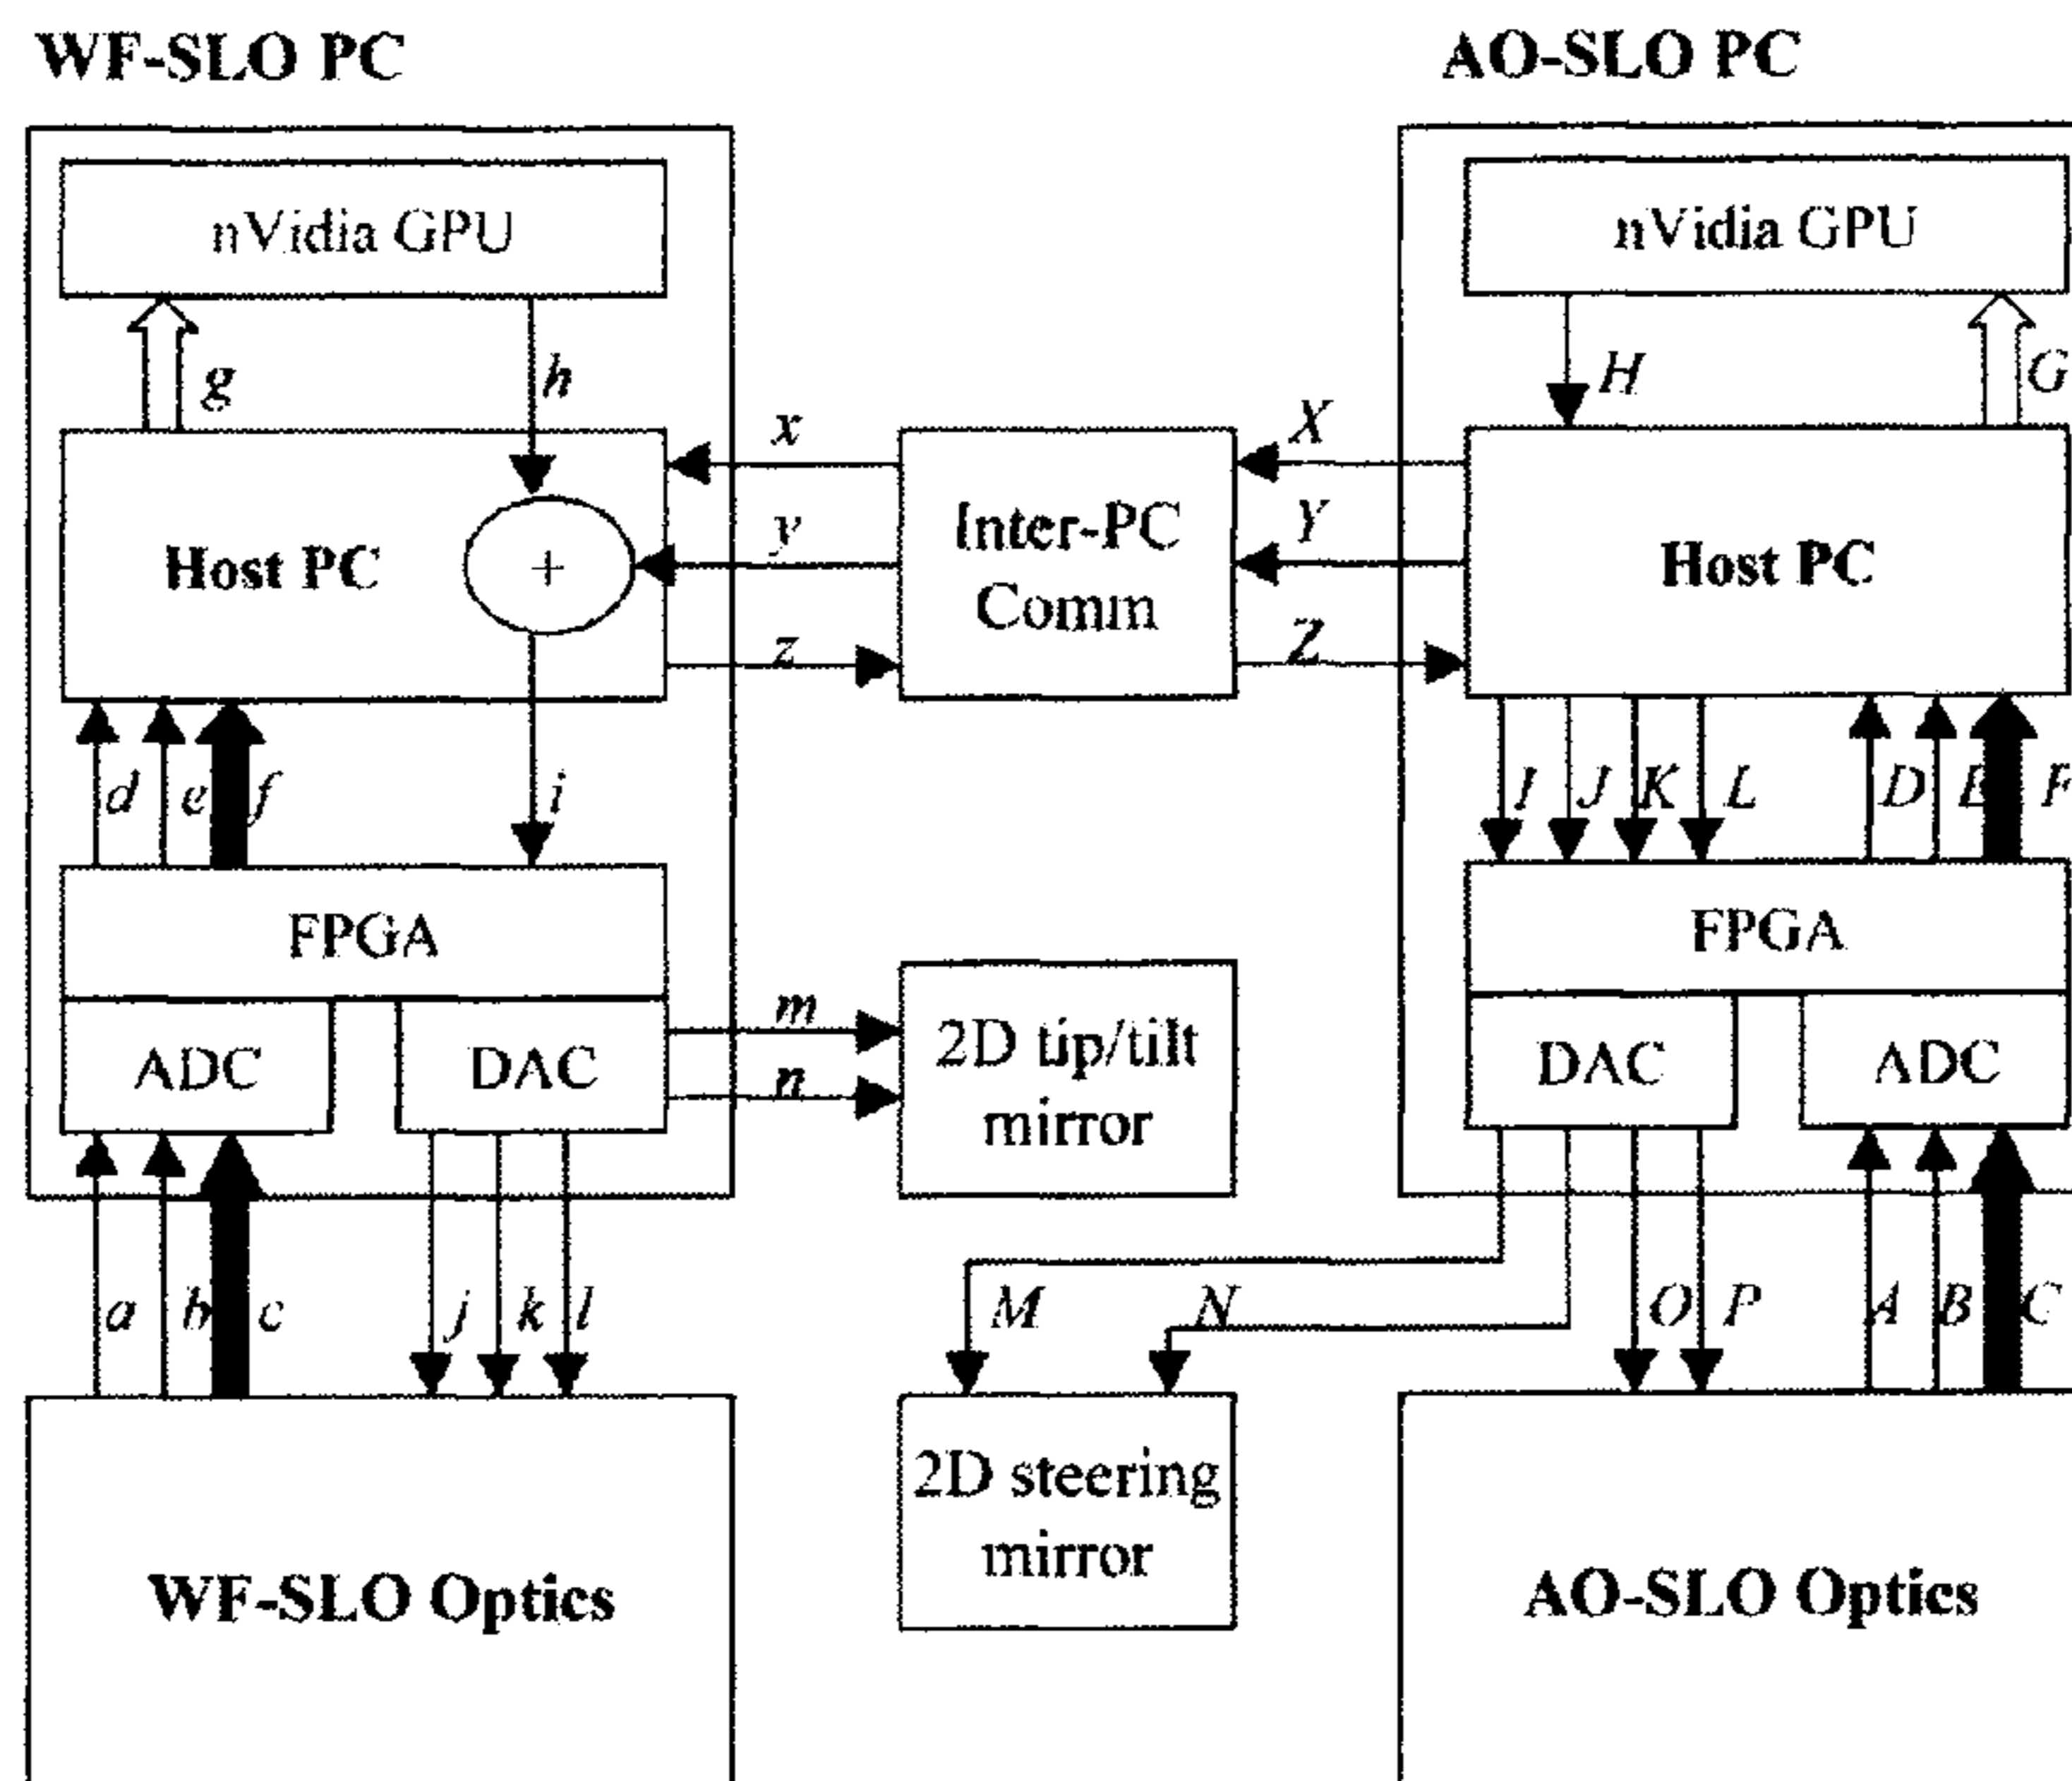 WF-SLO PC
AO-SLO PC
nVidia GPU
nVidia GPU
g
h
H
G
x
X
Host PC
+
y
Inter-PC
Comm
Y
Host PC
z
Z
d
e
f
i
I
J
K
L
D
E
F
FPGA
FPGA
ADC
DAC
m
n
2D tip/tilt
mirror
DAC
ADC
a
b
c
j
k
l
M
N
O
P
A
B
C
WF-SLO Optics
2D steering
mirror
AO-SLO Optics